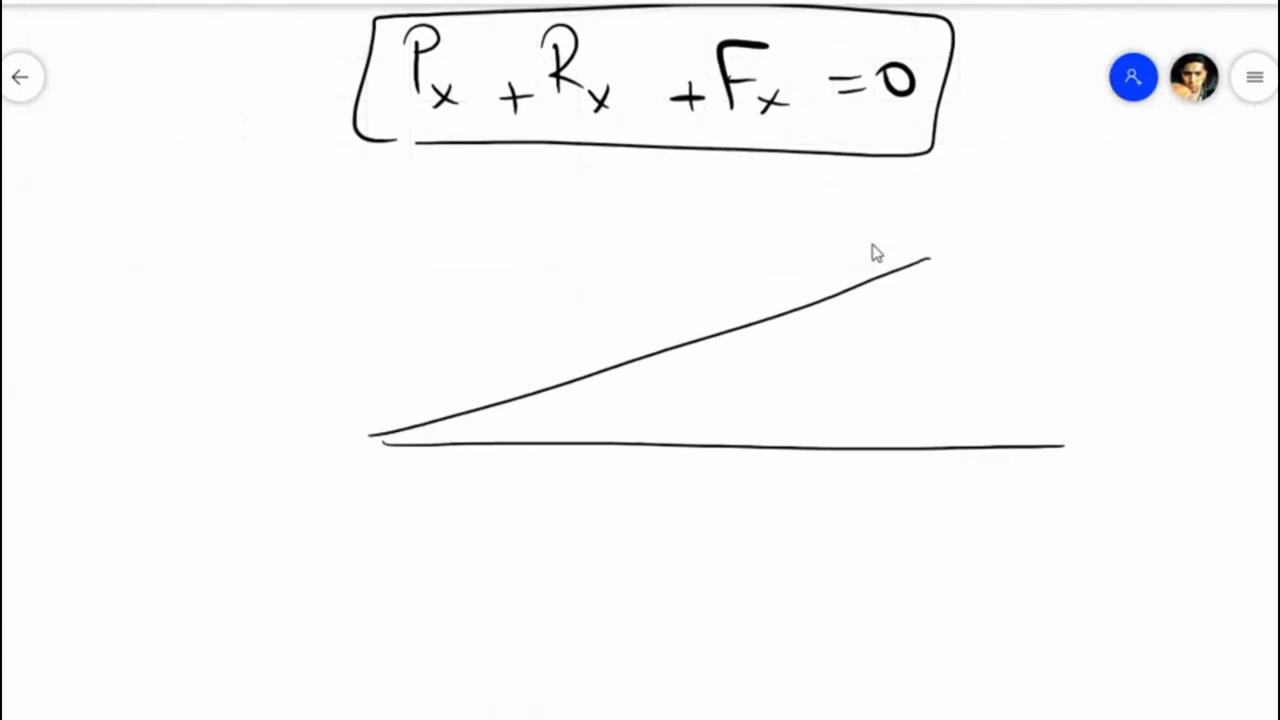 Px + Rx + Fx = 0